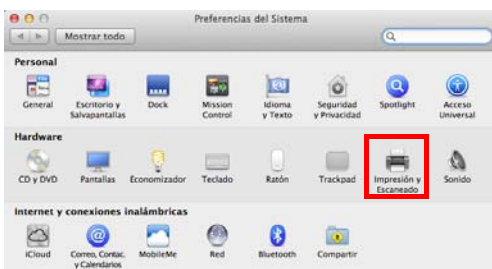 Preferencias del Sistema
Mostrar todo
Personal
General Escritorio y Salvapantallas Dock Mission Control Idioma y Texto Seguridad y Privacidad Spotlight Acceso Universal
Hardware
CD y DVD Pantallas Economizador Teclado Ratón Trackpad Impresión y Escaneado Sonido
Internet y conexiones inalámbricas
iCloud Correo, Contac. y Calendarios MobileMe Red Bluetooth Compartir